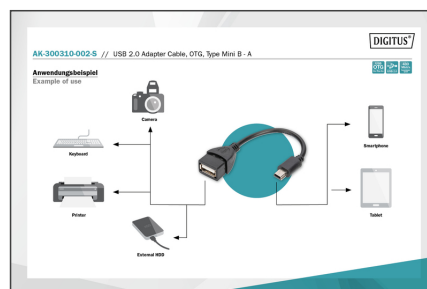 DIGITUS®
AK-300310-002-S // USB 2.0 Adapter Cable, OTG, Type Mini B - A
OTG
Anwendungsbeispiel
Example of use
Camera
Keyboard
Smartphone
Printer
Tablet
External HDD